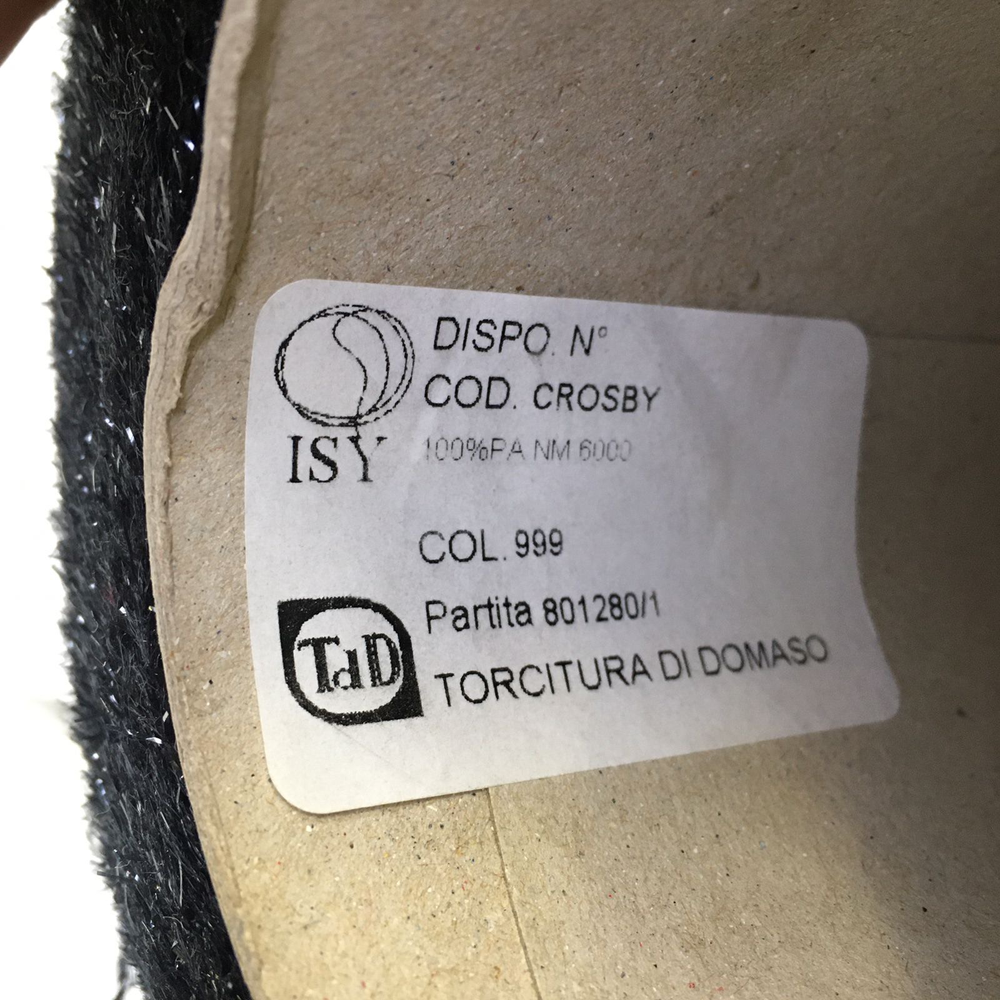 DISPO. N°
COD. CROSBY
ISY
100%PA NM 6000
COL. 999
Partita 801280/1
TdD
TORCITURA DI DOMASO